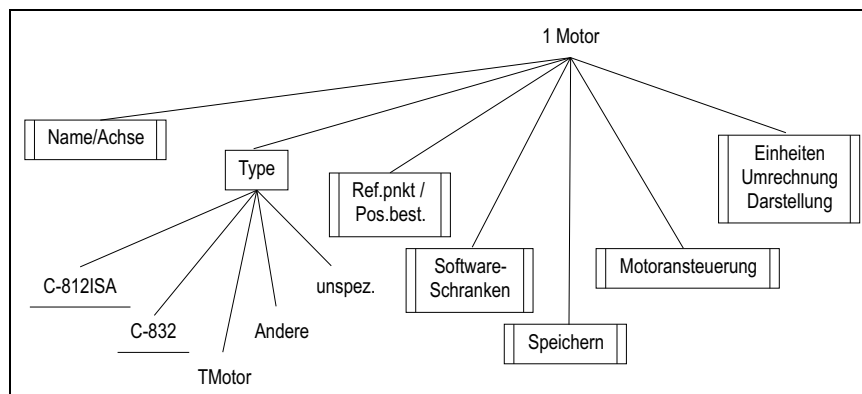 1 Motor
Name/Achse
Type
Ref.pnkt /
Pos.best.
Einheiten
Umrechnung
Darstellung
C-812ISA
C-832
TMotor
Andere
unspez.
Software-
Schranken
Speichern
Motoransteuerung